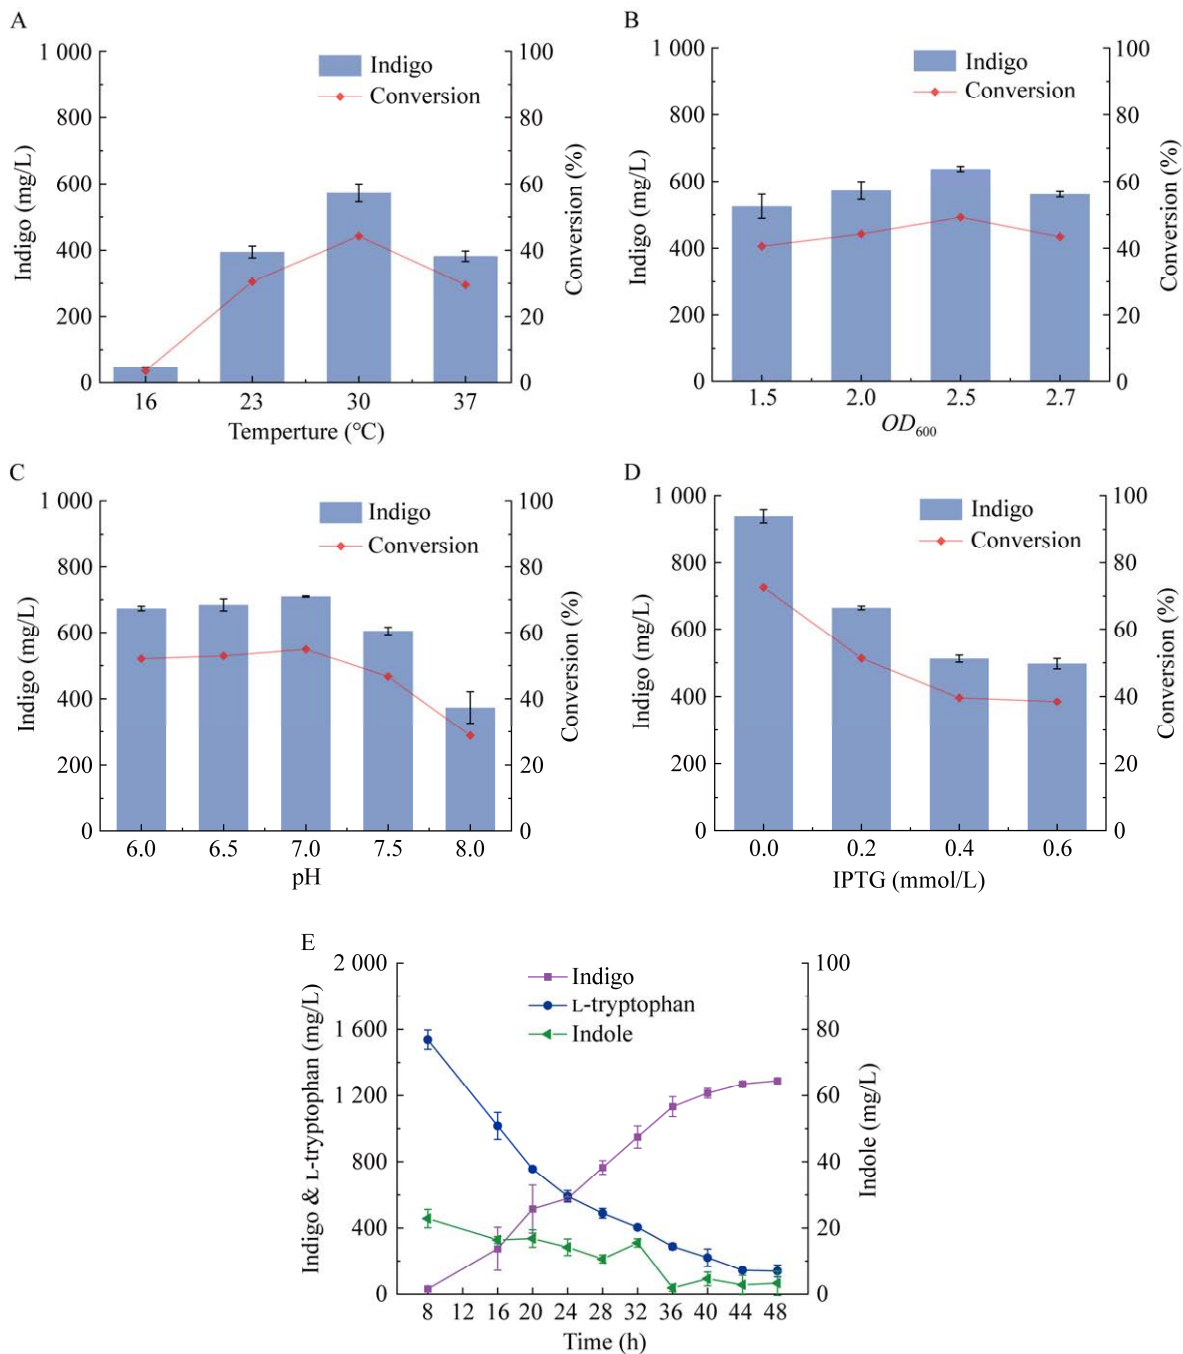 A
1 000
800
600
400
200
0
Indigo (mg/L)
100
80
60
40
20
0
Conversion (%)
Indigo
Conversion
16 23 30 37
Temperture (°C)
B
1 000
800
600
400
200
0
Indigo (mg/L)
100
80
60
40
20
0
Conversion (%)
Indigo
Conversion
1.5 2.0 2.5 2.7
OD600
C
1 000
800
600
400
200
0
Indigo (mg/L)
100
80
60
40
20
0
Conversion (%)
Indigo
Conversion
6.0 6.5 7.0 7.5 8.0
pH
D
1 000
800
600
400
200
0
Indigo (mg/L)
100
80
60
40
20
0
Conversion (%)
Indigo
Conversion
0.0 0.2 0.4 0.6
IPTG (mmol/L)
E
2 000
1 600
1 200
800
400
0
Indigo & L-tryptophan (mg/L)
100
80
60
40
20
0
Indole (mg/L)
Indigo
L-tryptophan
Indole
8 12 16 20 24 28 32 36 40 44 48
Time (h)